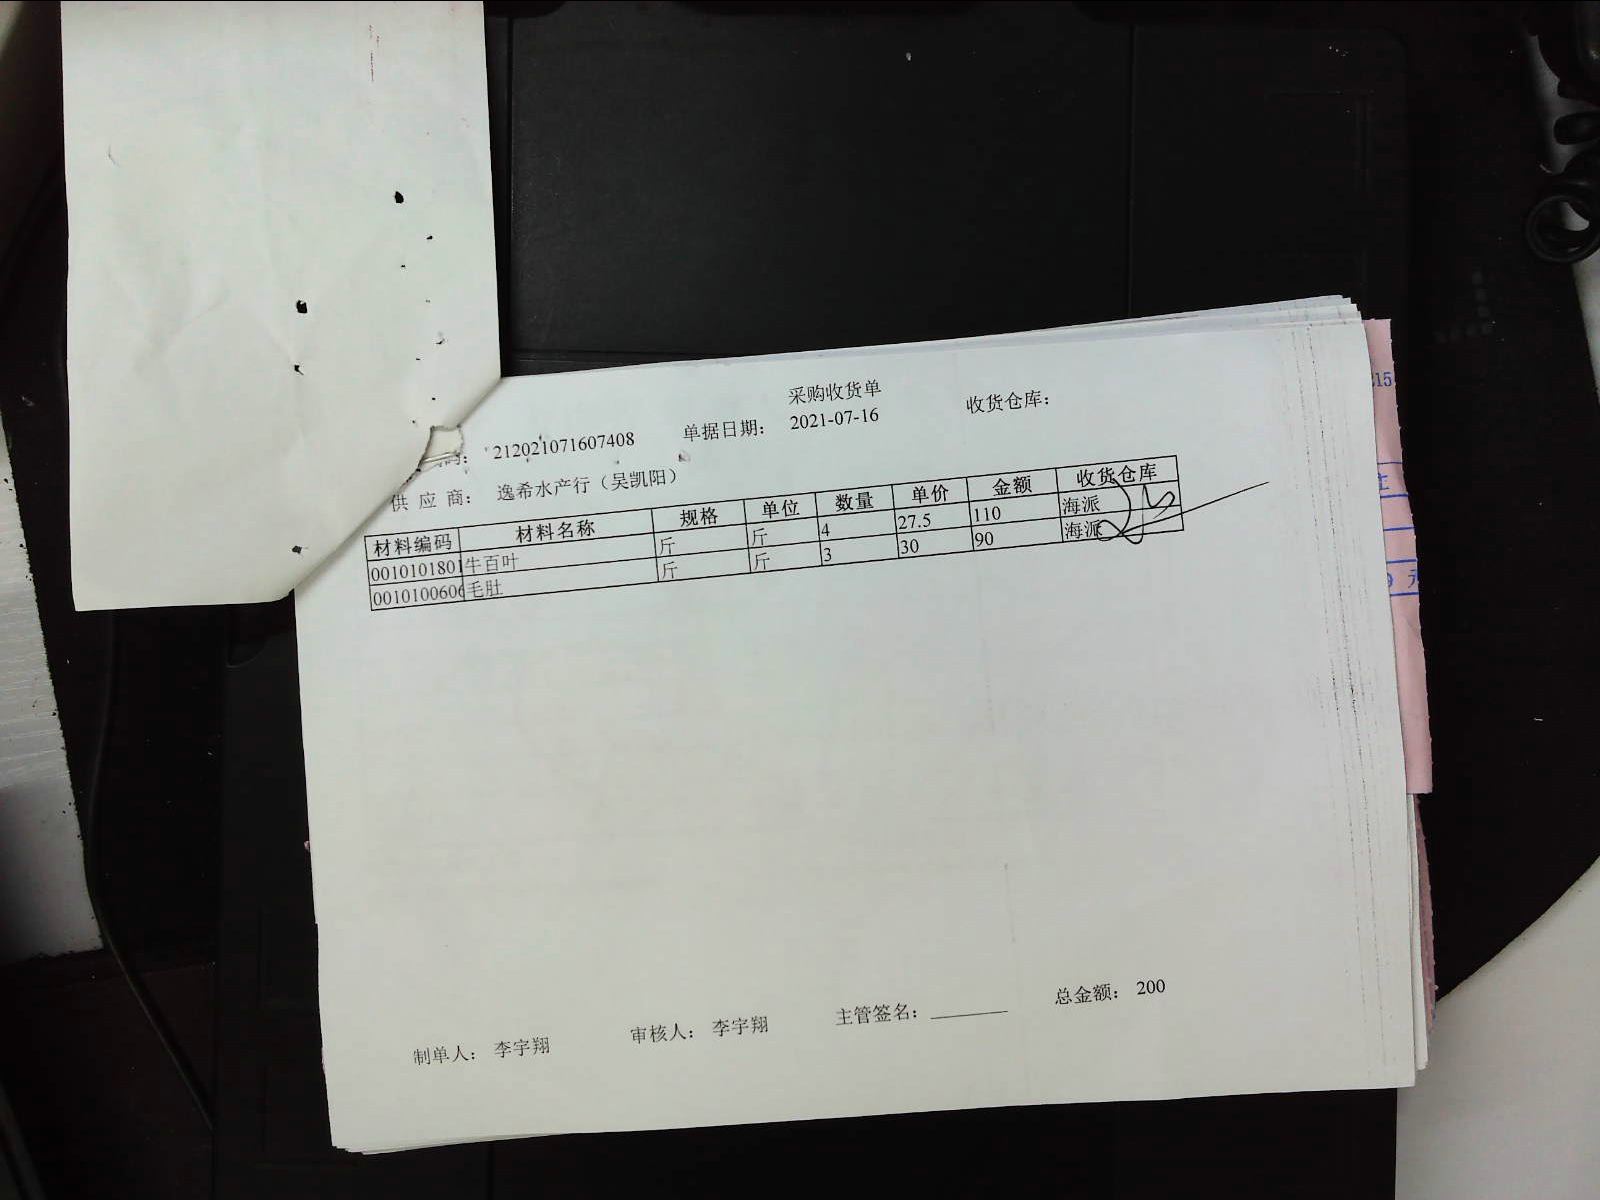 采购收货单
码： 212021071607408 单据日期： 2021-07-16 收货仓库：
供 应 商： 逸希水产行（吴凯阳）
材料编码 材料名称 规格 单位 数量 单价 金额 收货仓库
0010101801 牛百叶 斤 斤 4 27.5 110 海派
001010060 毛肚 斤 斤 3 30 90 海派
制单人： 李宇翔 审核人： 李宇翔 主管签名： 总金额： 200
15